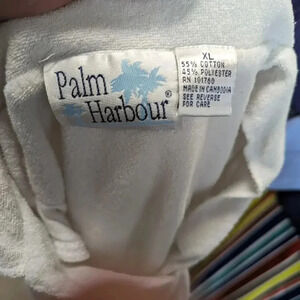 Palm
Harbour®
XL
55% COTTON
45% POLYESTER
RN 101760
MADE IN CAMBODIA
SEE REVERSE
FOR CARE